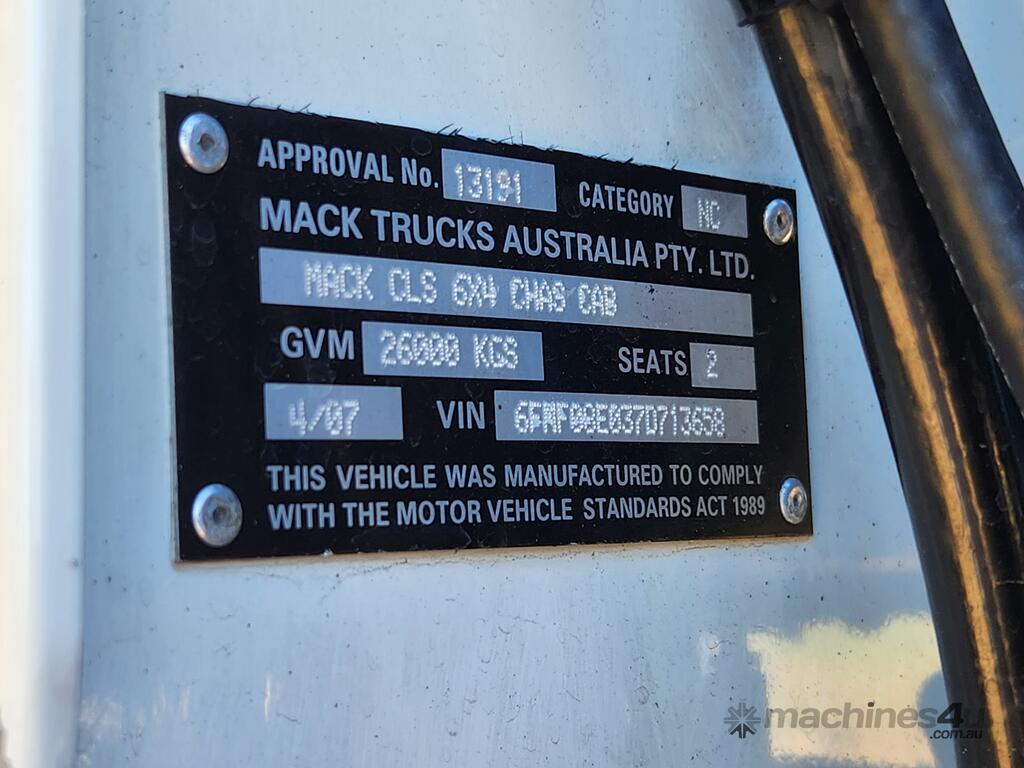 APPROVAL No. 13191 CATEGORY NC
MACK TRUCKS AUSTRALIA PTY. LTD.
MACK CLS 6X4 CHAS CAB
GVM 26000 KGS SEATS 2
4/07 VIN 6FMF00E037D713658
THIS VEHICLE WAS MANUFACTURED TO COMPLY
WITH THE MOTOR VEHICLE STANDARDS ACT 1989
machines4u
.com.au